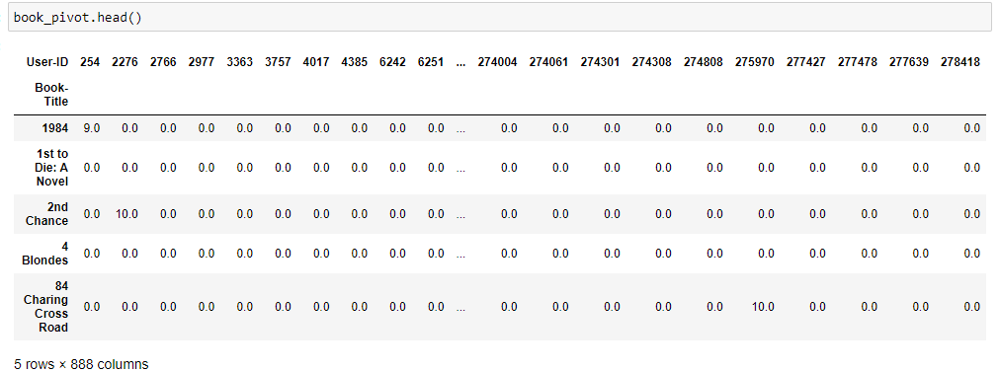 book_pivot.head()
User-ID 254 2276 2766 2977 3363 3757 4017 4385 6242 6251 ... 274004 274061 274301 274308 274808 275970 277427 277478 277639 278418
Book-
Title
1984 9.0 0.0 0.0 0.0 0.0 0.0 0.0 0.0 0.0 0.0 ... 0.0 0.0 0.0 0.0 0.0 0.0 0.0 0.0 0.0 0.0
1st to
Die: A 0.0 0.0 0.0 0.0 0.0 0.0 0.0 0.0 0.0 0.0 ... 0.0 0.0 0.0 0.0 0.0 0.0 0.0 0.0 0.0 0.0
Novel
2nd
Chance 0.0 10.0 0.0 0.0 0.0 0.0 0.0 0.0 0.0 0.0 ... 0.0 0.0 0.0 0.0 0.0 0.0 0.0 0.0 0.0 0.0
4
Blondes 0.0 0.0 0.0 0.0 0.0 0.0 0.0 0.0 0.0 0.0 ... 0.0 0.0 0.0 0.0 0.0 0.0 0.0 0.0 0.0 0.0
84
Charing
Cross 0.0 0.0 0.0 0.0 0.0 0.0 0.0 0.0 0.0 0.0 ... 0.0 0.0 0.0 0.0 0.0 10.0 0.0 0.0 0.0 0.0
Road
5 rows × 888 columns